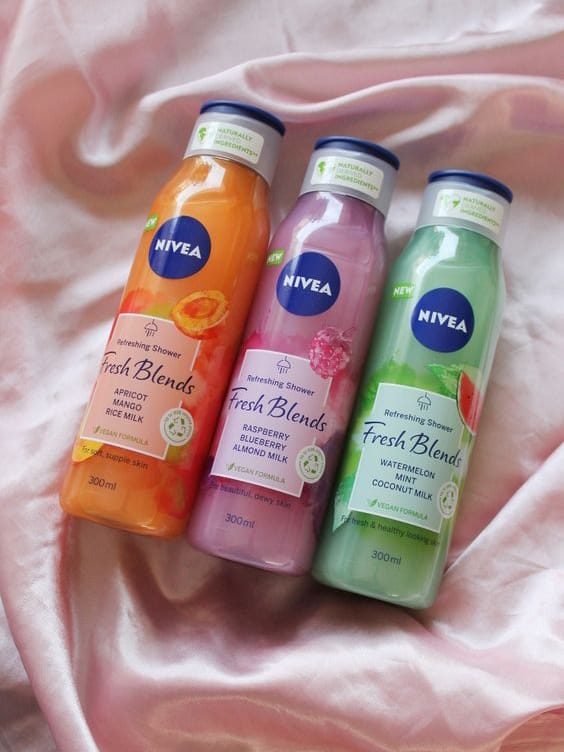 NATURALLY
DERIVED
INGREDIENTS**
NEW
NIVEA
Refreshing Shower
Fresh Blends
APRICOT
MANGO
RICE MILK
VEGAN FORMULA
For soft, supple skin
300ml
NATURALLY
DERIVED
INGREDIENTS**
NEW
NIVEA
Refreshing Shower
Fresh Blends
RASPBERRY
BLUEBERRY
ALMOND MILK
VEGAN FORMULA
For beautiful, dewy skin
300ml
NATURALLY
DERIVED
INGREDIENTS**
NEW
NIVEA
Refreshing Shower
Fresh Blends
WATERMELON
MINT
COCONUT MILK
VEGAN FORMULA
For fresh & healthy looking
300ml